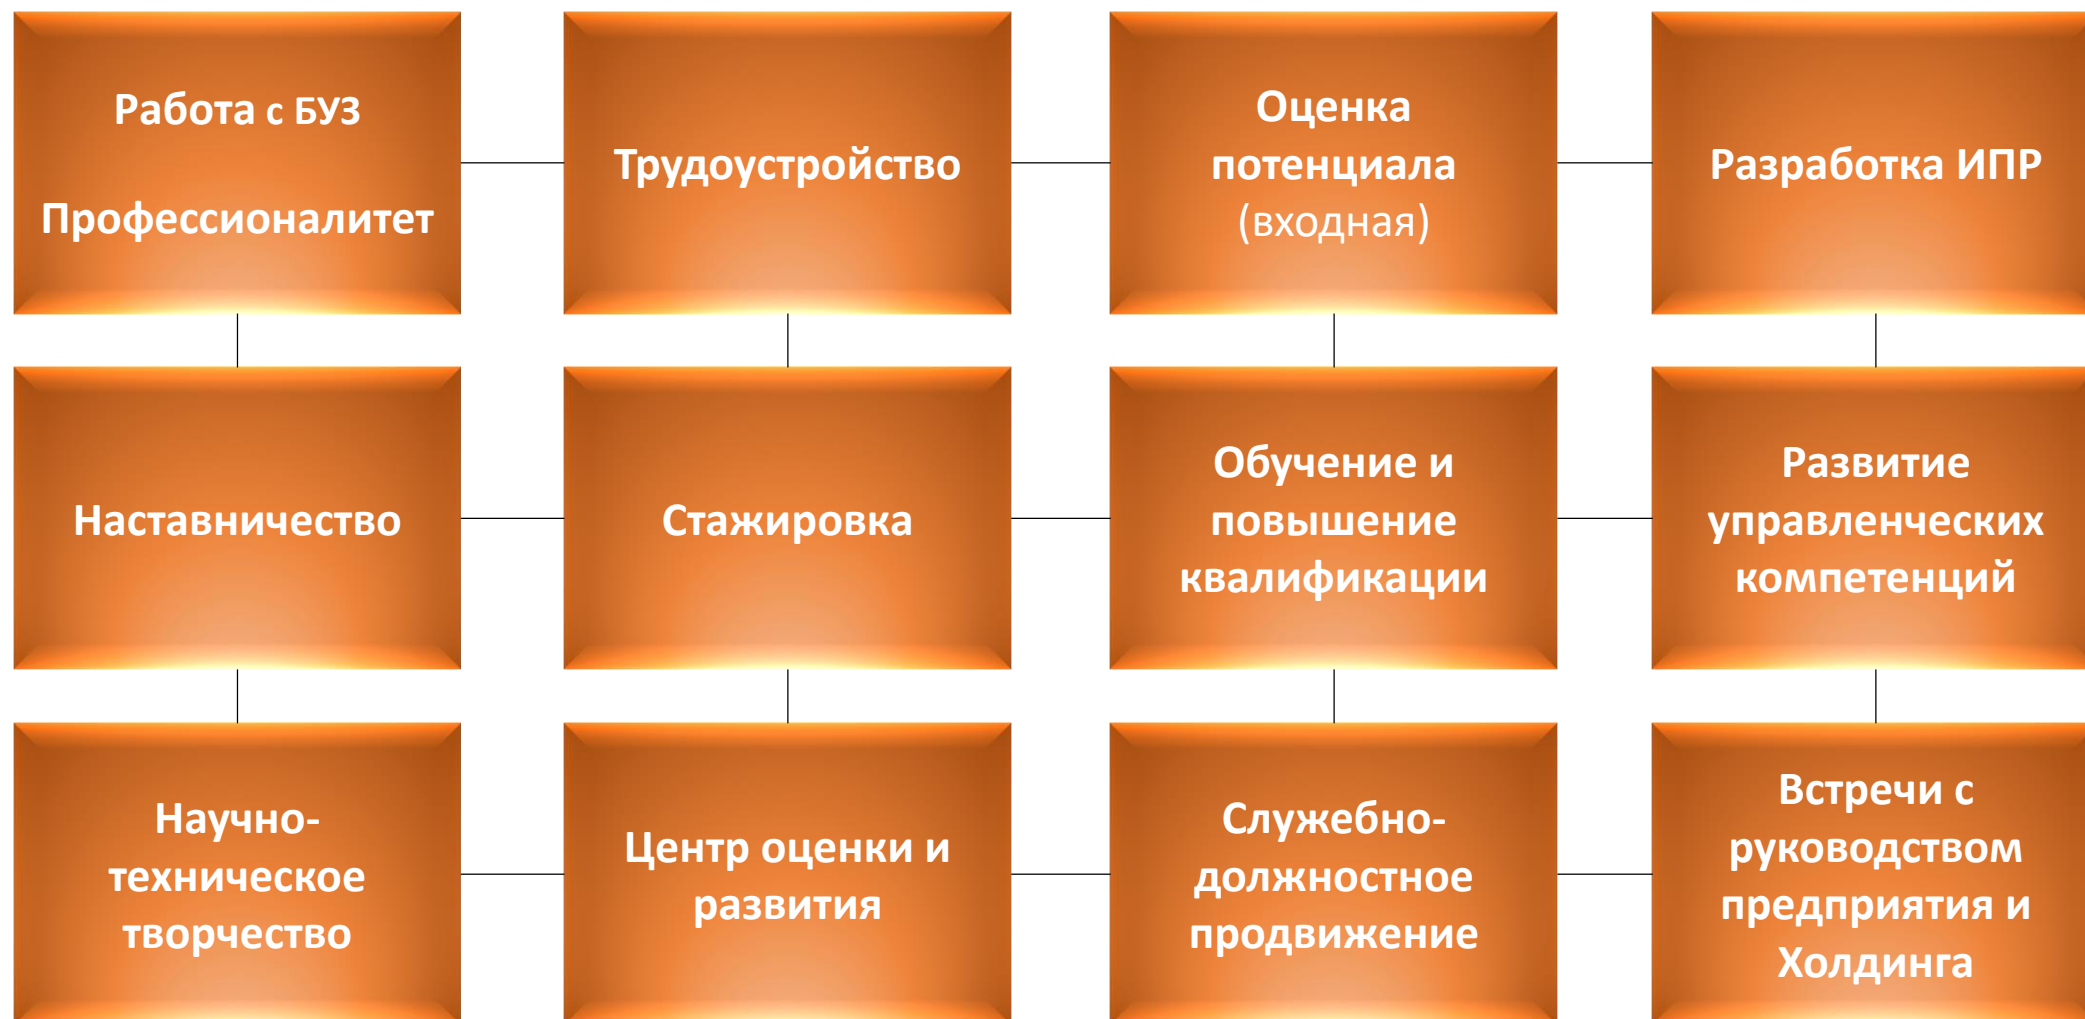 Работа с БУЗ
Профессионалитет
Трудоустройство
Оценка
потенциала
(входная)
Разработка ИПР
Наставничество
Стажировка
Обучение и
повышение
квалификации
Развитие
управленческих
компетенций
Научно-
техническое
творчество
Центр оценки и
развития
Служебно-
должностное
продвижение
Встречи с
руководством
предприятия и
Холдинга